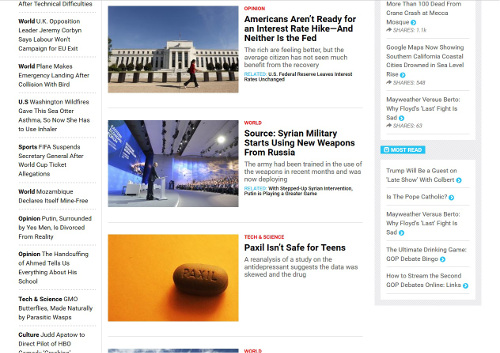 After Technical Difficulties
World U.K. Opposition
Leader Jeremy Corbyn
Says Labour Won't
Campaign for EU Exit
World Plane Makes
Emergency Landing After
Collision With Bird
U.S Washington Wildfires
Gave This Sea Otter
Asthma, So Now She Has
to Use Inhaler
Sports FIFA Suspends
Secretary General After
World Cup Ticket
Allegations
World Mozambique
Declares Itself Mine-Free
Opinion Putin, Surrounded
by Yes Men, Is Divorced
From Reality
Opinion The Handcuffing
of Ahmed Tells Us
Everything About His
School
Tech & Science GMO
Butterflies, Made Naturally
by Parasitic Wasps
Culture Judd Apatow to
Direct Pilot of HBO
Comedy 'Crashing'
OPINION
Americans Aren't Ready for
an Interest Rate Hike—And
Neither Is the Fed
The rich are feeling better, but the
average citizen has not seen much
benefit from the recovery
RELATED: U.S. Federal Reserve Leaves Interest
Rates Unchanged
WORLD
Source: Syrian Military
Starts Using New Weapons
From Russia
The army had been trained in the use of
the weapons in recent months and was
now deploying
RELATED: With Stepped-Up Syrian Intervention,
Putin is Playing a Greater Game
PAXIL
TECH & SCIENCE
Paxil Isn't Safe for Teens
A reanalysis of a study on the
antidepressant suggests the data was
skewed and the drug
WORLD
More Than 100 Dead From
Crane Crash at Mecca
Mosque
SHARES: 1.1k
Google Maps Now Showing
Southern California Coastal
Cities Drowned in Sea Level
Rise
SHARES: 548
Mayweather Versus Berto:
Why Floyd's 'Last' Fight Is
Sad
SHARES: 65
MOST READ
Trump Will Be a Guest on
'Late Show' With Colbert
Is The Pope Catholic?
Mayweather Versus Berto:
Why Floyd's 'Last' Fight Is
Sad
The Ultimate Drinking Game:
GOP Debate Bingo
How to Stream the Second
GOP Debates Online: Links